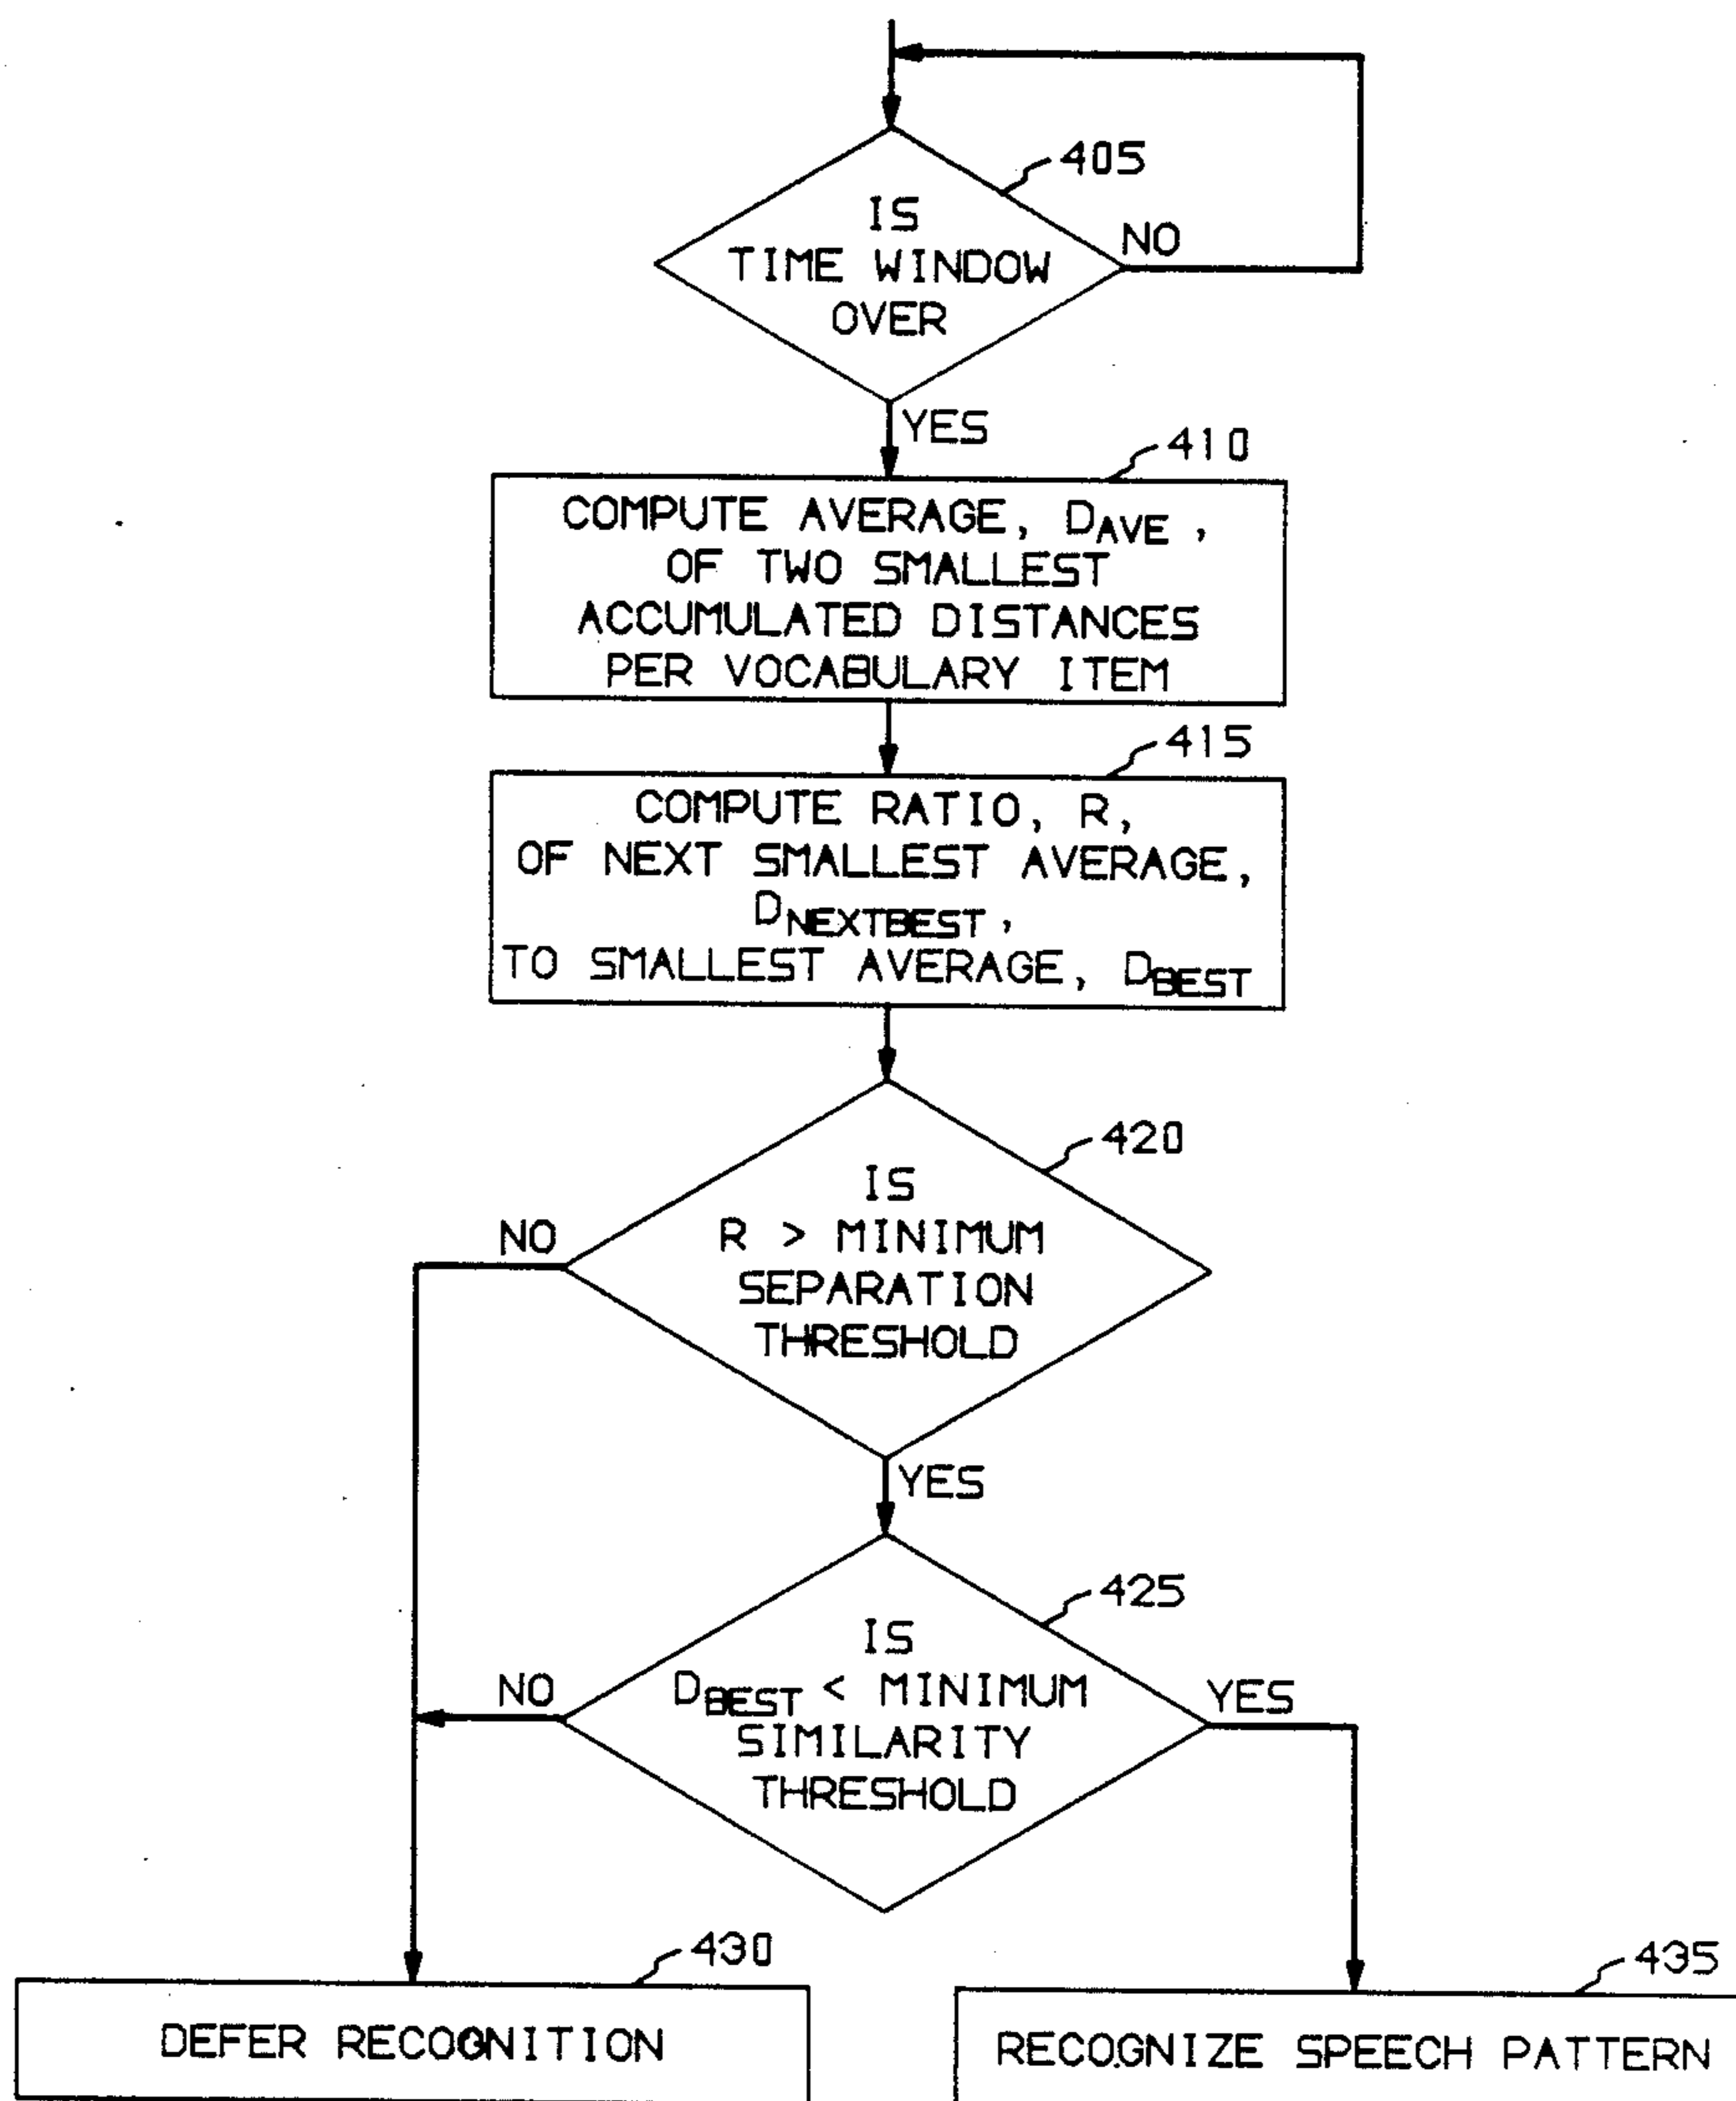 405
IS
TIME WINDOW
OVER
NO
YES
410
COMPUTE AVERAGE, DAVE ,
OF TWO SMALLEST
ACCUMULATED DISTANCES
PER VOCABULARY ITEM
415
COMPUTE RATIO, R,
OF NEXT SMALLEST AVERAGE,
DNEXTBEST,
TO SMALLEST AVERAGE, DBEST
420
IS
R > MINIMUM
SEPARATION
THRESHOLD
NO
YES
425
IS
DBEST < MINIMUM
SIMILARITY
THRESHOLD
NO
YES
430
DEFER RECOGNITION
435
RECOGNIZE SPEECH PATTERN